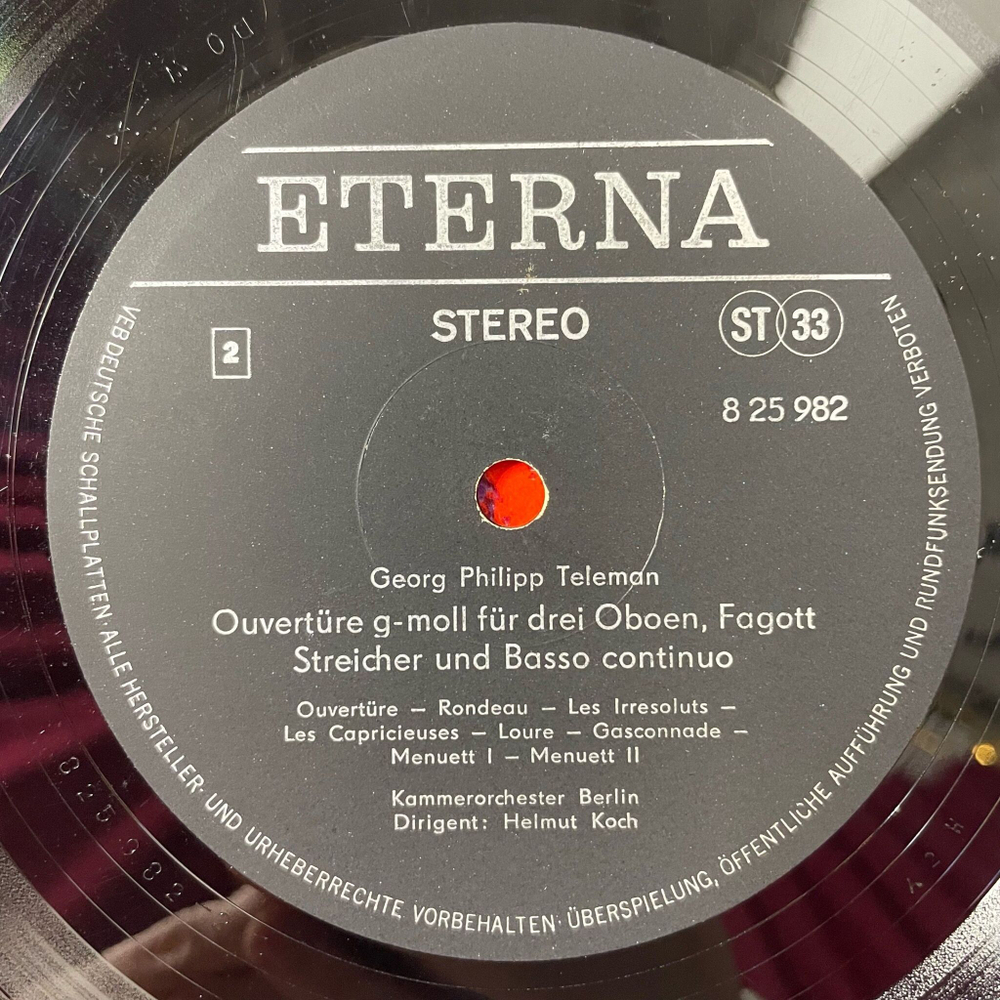 ETERNA
STEREO
2
ST 33
8 25 982
Georg Philipp Teleman
Ouvertüre g-moll für drei Oboen, Fagott
Streicher und Basso continuo
Ouvertüre – Rondeau – Les Irresoluts –
Les Capricieuses – Loure – Gasconnade –
Menuett I – Menuett II
Kammerorchester Berlin
Dirigent: Helmut Koch
VEB DEUTSCHE SCHALLPLATTEN · ALLE HERSTELLER- UND URHEBERRECHTE VORBEHALTEN · ÜBERSPIELUNG, ÖFFENTLICHE AUFFÜHRUNG UND RUNDFUNKSENDUNG VERBOTEN
825982